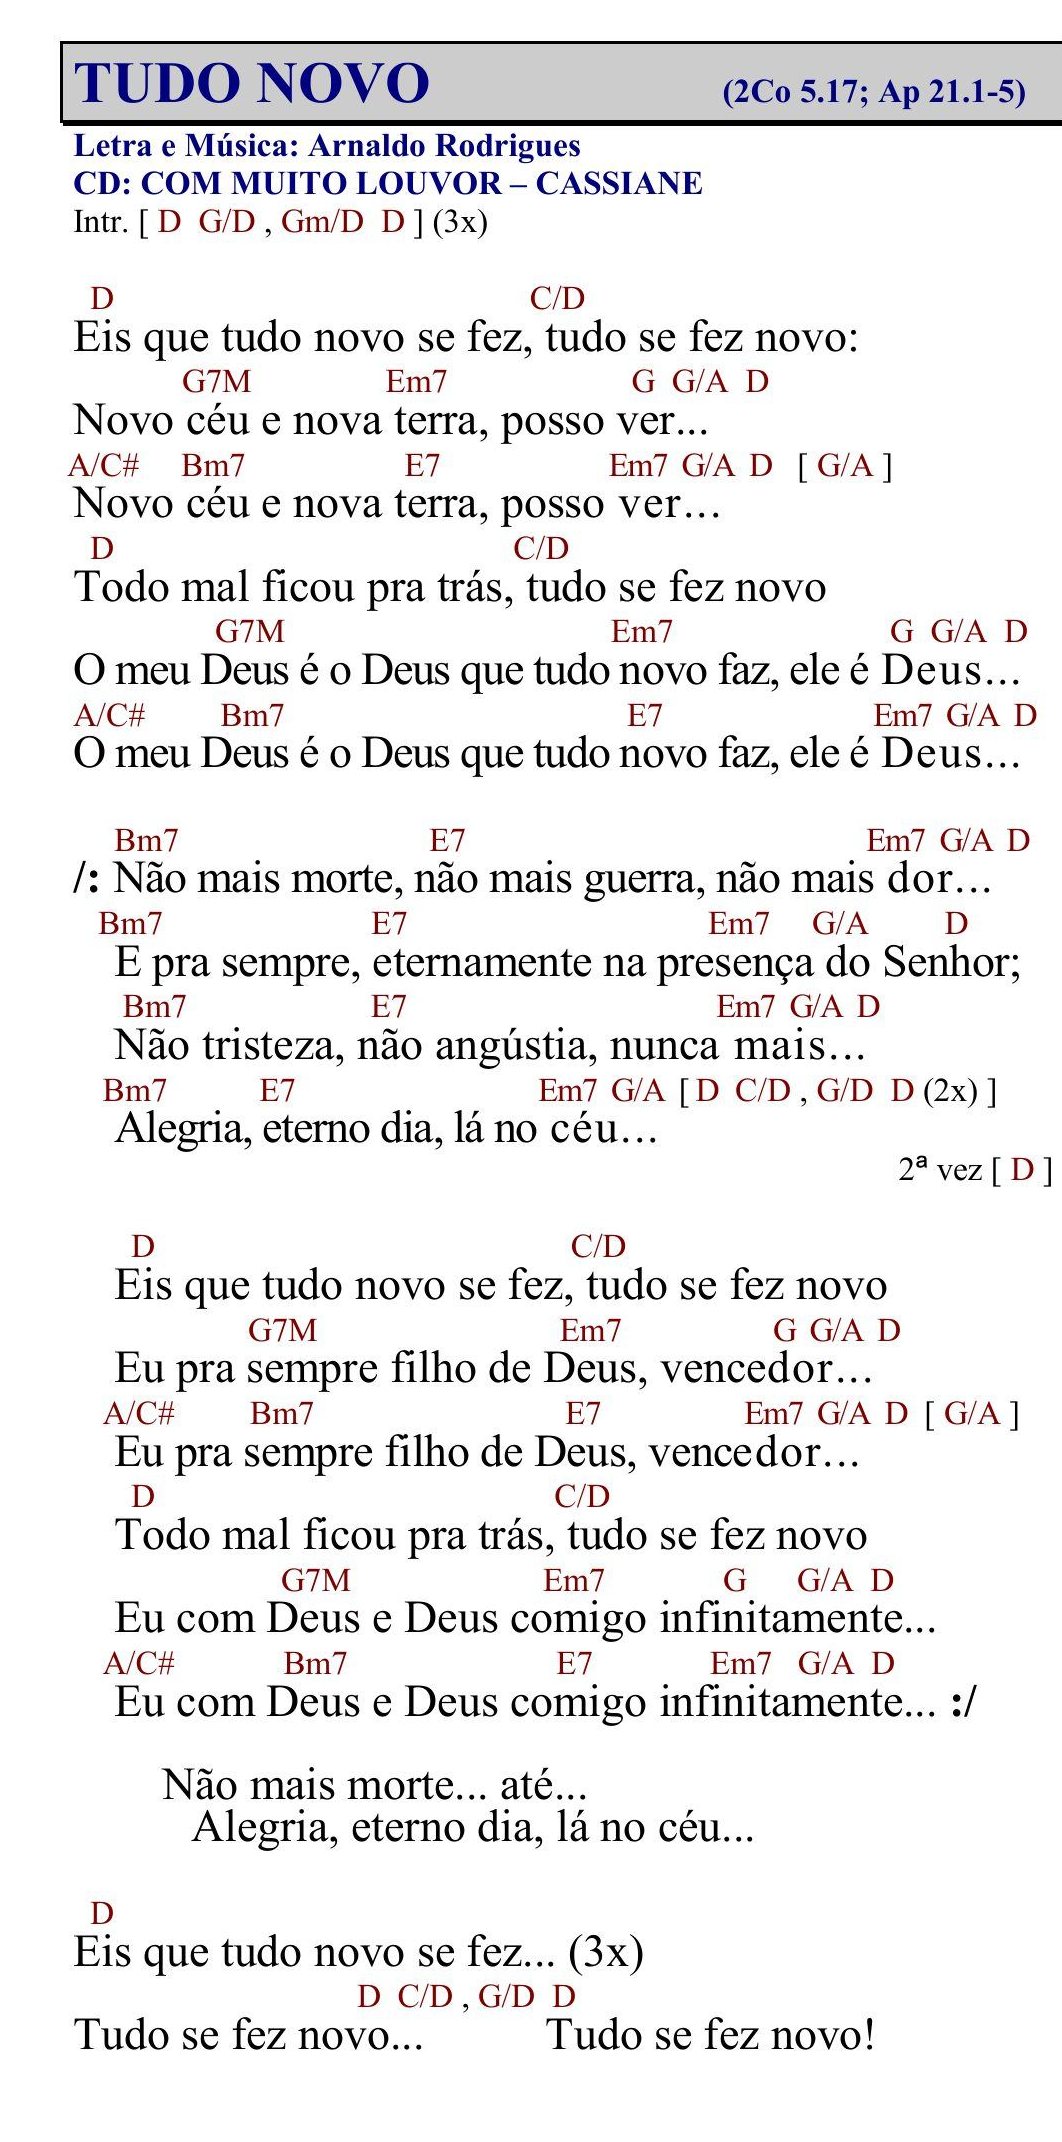 TUDO NOVO (2Co 5.17; Ap 21.1-5)
Letra e Música: Arnaldo Rodrigues
CD: COM MUITO LOUVOR – CASSIANE
Intr. [ D G/D , Gm/D D ] (3x)
D C/D
Eis que tudo novo se fez, tudo se fez novo:
G7M Em7 G G/A D
Novo céu e nova terra, posso ver...
A/C# Bm7 E7 Em7 G/A D [ G/A ]
Novo céu e nova terra, posso ver...
D C/D
Todo mal ficou pra trás, tudo se fez novo
G7M Em7 G G/A D
O meu Deus é o Deus que tudo novo faz, ele é Deus...
A/C# Bm7 E7 Em7 G/A D
O meu Deus é o Deus que tudo novo faz, ele é Deus...
Bm7 E7 Em7 G/A D
/: Não mais morte, não mais guerra, não mais dor...
Bm7 E7 Em7 G/A D
E pra sempre, eternamente na presença do Senhor;
Bm7 E7 Em7 G/A D
Não tristeza, não angústia, nunca mais...
Bm7 E7 Em7 G/A [ D C/D , G/D D (2x) ]
Alegria, eterno dia, lá no céu...
2ª vez [ D ]
D C/D
Eis que tudo novo se fez, tudo se fez novo
G7M Em7 G G/A D
Eu pra sempre filho de Deus, vencedor...
A/C# Bm7 E7 Em7 G/A D [ G/A ]
Eu pra sempre filho de Deus, vencedor...
D C/D
Todo mal ficou pra trás, tudo se fez novo
G7M Em7 G G/A D
Eu com Deus e Deus comigo infinitamente...
A/C# Bm7 E7 Em7 G/A D
Eu com Deus e Deus comigo infinitamente... :/
Não mais morte... até...
Alegria, eterno dia, lá no céu...
D
Eis que tudo novo se fez... (3x)
D C/D , G/D D
Tudo se fez novo... Tudo se fez novo!